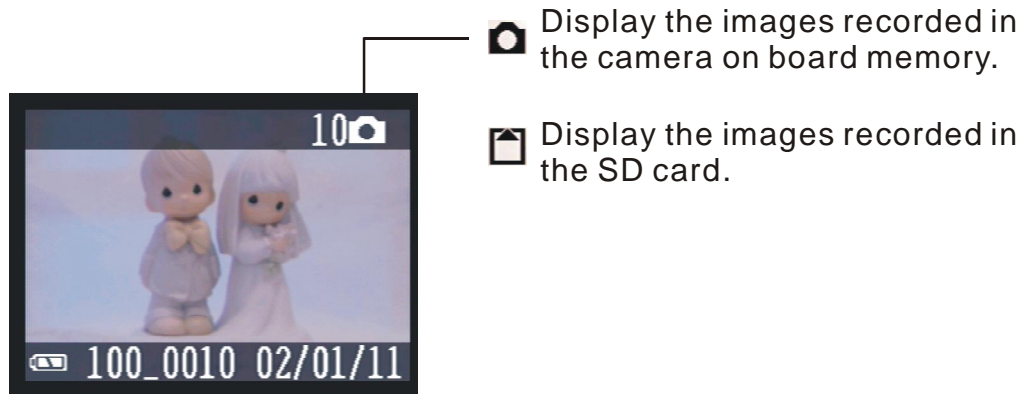 Display the images recorded in
the camera on board memory.
Display the images recorded in
the SD card.
10
100_0010 02/01/11